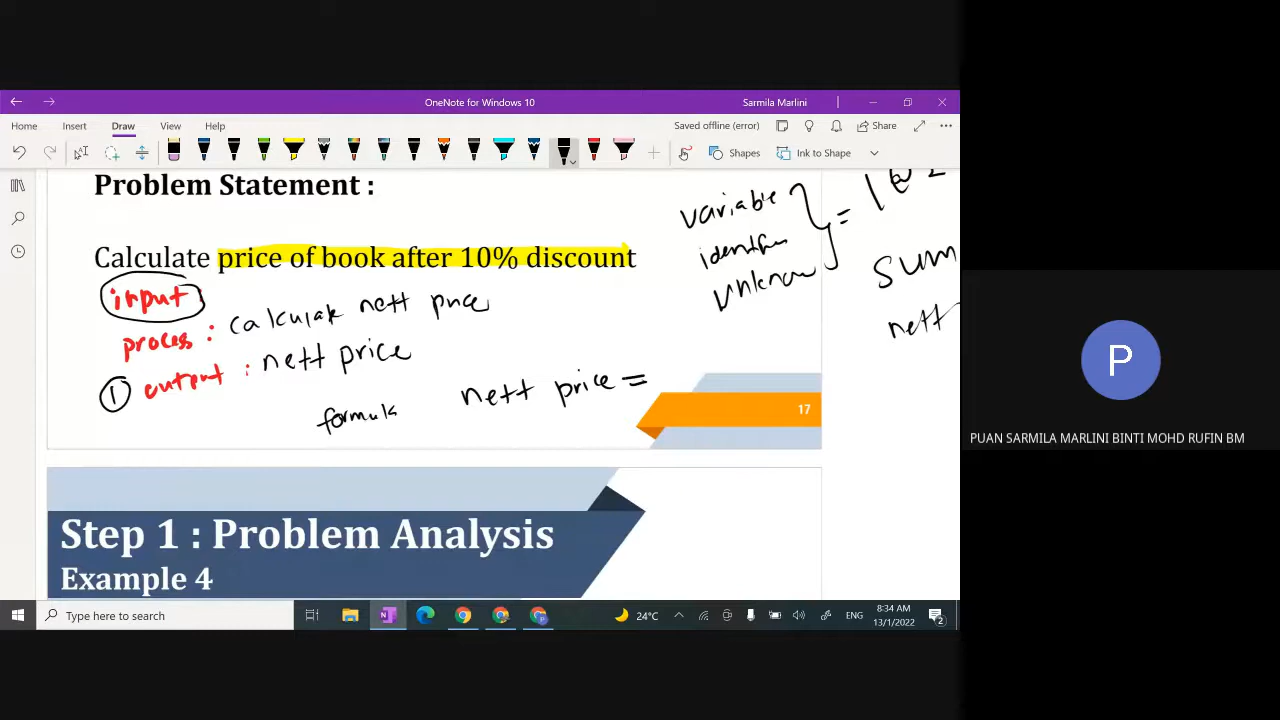 OneNote for Windows 10
Sarmila Marlini
Home Insert Draw View Help
Saved offline (error)
Share
Shapes
Ink to Shape
Problem Statement :
Calculate price of book after 10% discount
input
process : calculate nett price
1 output : nett price
formula
nett price =
variable
identifier
unknown
=
sum
nett
17
Step 1 : Problem Analysis
Example 4
P
PUAN SARMILA MARLINI BINTI MOHD RUFIN BM
Type here to search
24°C
ENG
8:34 AM
13/1/2022
2